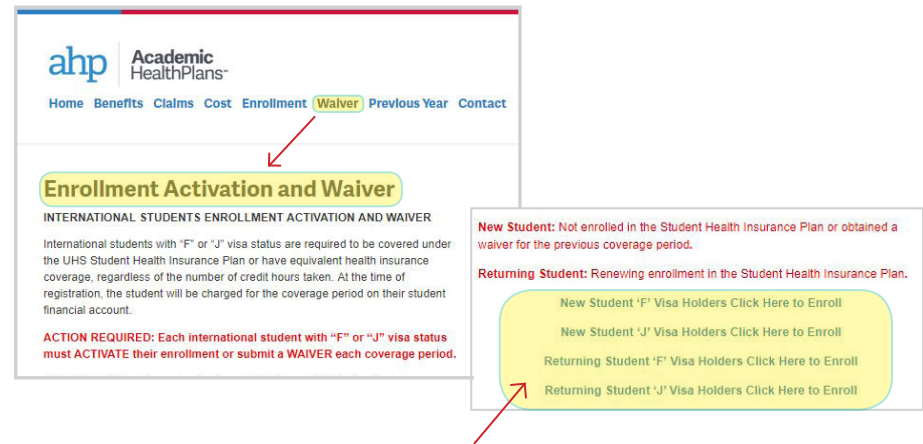 ahp Academic
HealthPlans
Home Benefits Claims Cost Enrollment Waiver Previous Year Contact
Enrollment Activation and Waiver
INTERNATIONAL STUDENTS ENROLLMENT ACTIVATION AND WAIVER
International students with “F” or “J” visa status are required to be covered under
the UHS Student Health Insurance Plan or have equivalent health insurance
coverage, regardless of the number of credit hours taken. At the time of
registration, the student will be charged for the coverage period on their student
financial account.
ACTION REQUIRED: Each international student with “F” or “J” visa status
must ACTIVATE their enrollment or submit a WAIVER each coverage period.
New Student: Not enrolled in the Student Health Insurance Plan or obtained a
waiver for the previous coverage period.
Returning Student: Renewing enrollment in the Student Health Insurance Plan.
New Student ‘F’ Visa Holders Click Here to Enroll
New Student ‘J’ Visa Holders Click Here to Enroll
Returning Student ‘F’ Visa Holders Click Here to Enroll
Returning Student ‘J’ Visa Holders Click Here to Enroll